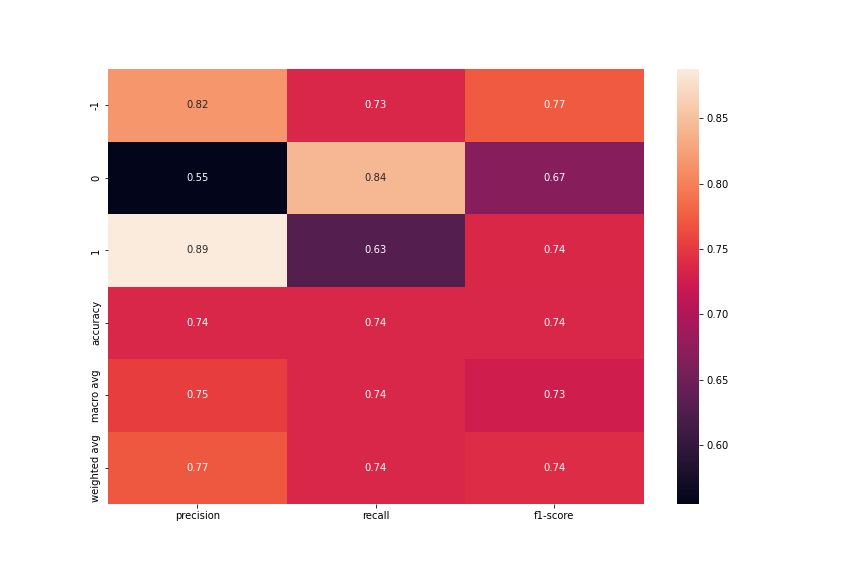 -1 0.82 0.73 0.77
0 0.55 0.84 0.67
1 0.89 0.63 0.74
accuracy 0.74 0.74 0.74
macro avg 0.75 0.74 0.73
weighted avg 0.77 0.74 0.74
precision recall f1-score
0.85
0.80
0.75
0.70
0.65
0.60